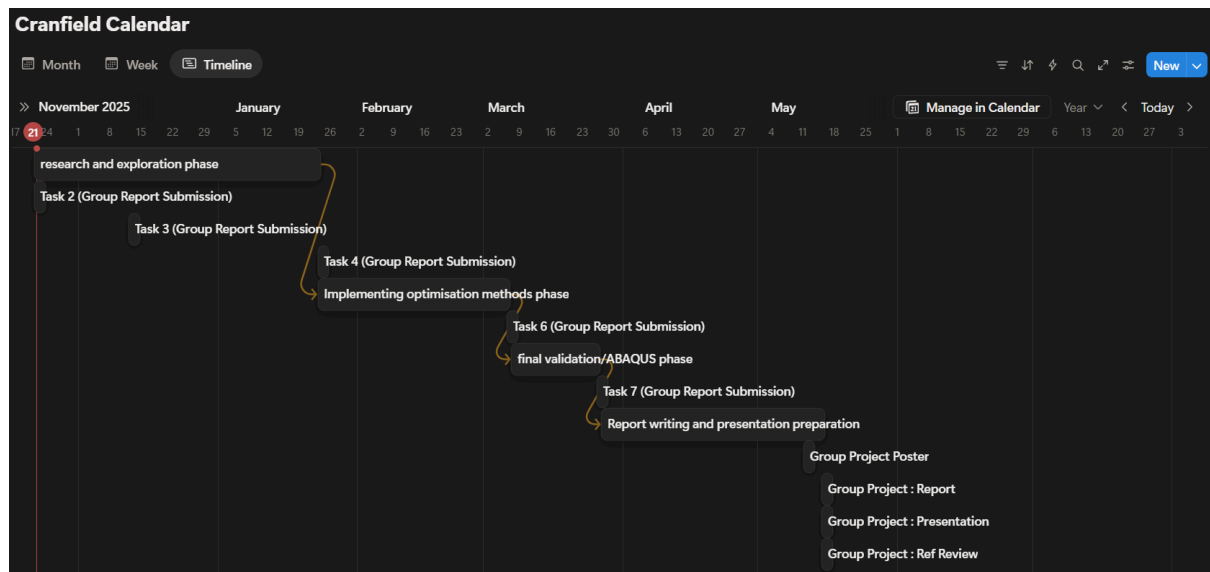 Cranfield Calendar
Month Week Timeline New
November 2025 January February March April May Manage in Calendar Year Today
17 21 24 1 8 15 22 29 5 12 19 26 2 9 16 23 2 9 16 23 30 6 13 20 27 4 11 18 25 1 8 15 22 29 6 13 20 27 3
research and exploration phase
Task 2 (Group Report Submission)
Task 3 (Group Report Submission)
Task 4 (Group Report Submission)
Implementing optimisation methods phase
Task 6 (Group Report Submission)
final validation/ABAQUS phase
Task 7 (Group Report Submission)
Report writing and presentation preparation
Group Project Poster
Group Project : Report
Group Project : Presentation
Group Project : Ref Review